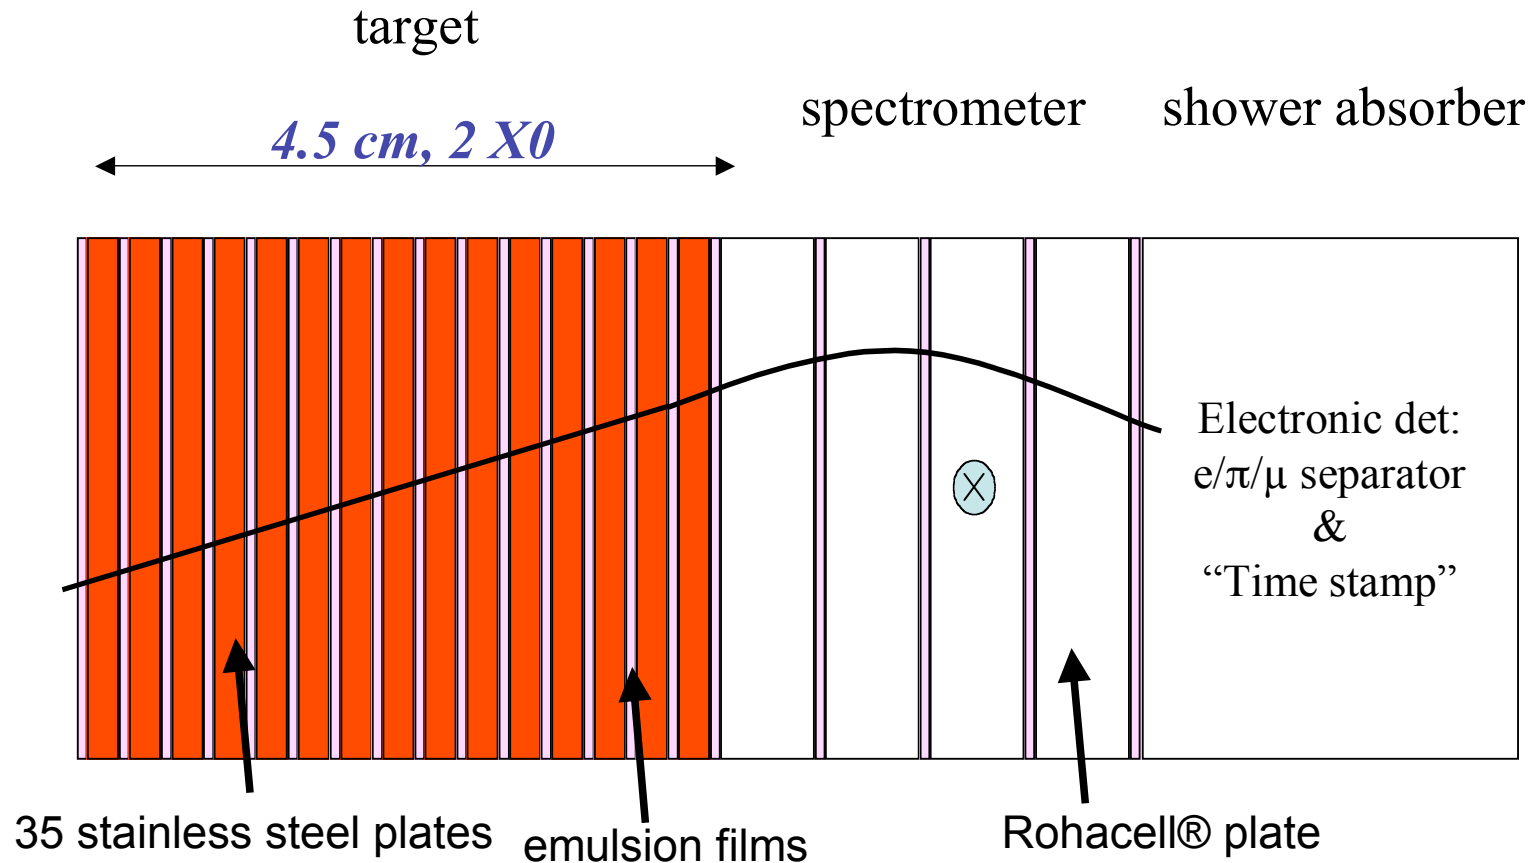 target
spectrometer
shower absorber
4.5 cm, 2 X0
Electronic det:
e/π/μ separator
&
“Time stamp”
35 stainless steel plates
emulsion films
Rohacell® plate